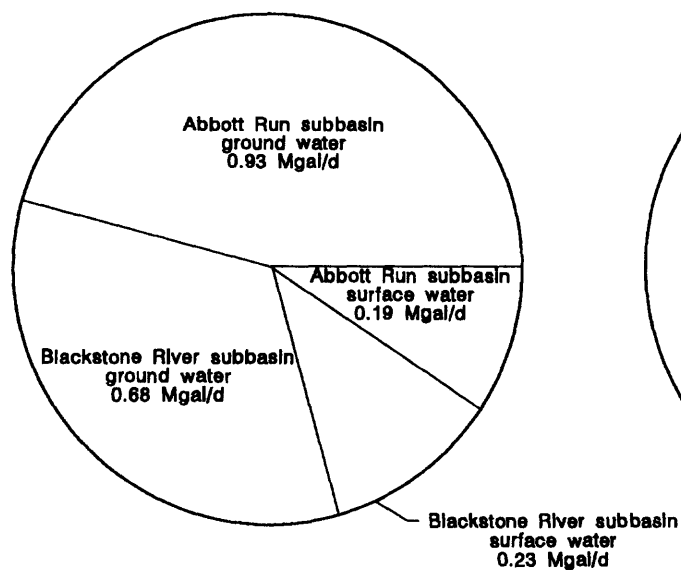 Abbott Run subbasin
ground water
0.93 Mgal/d
Abbott Run subbasin
surface water
0.19 Mgal/d
Blackstone River subbasin
ground water
0.68 Mgal/d
Blackstone River subbasin
surface water
0.23 Mgal/d